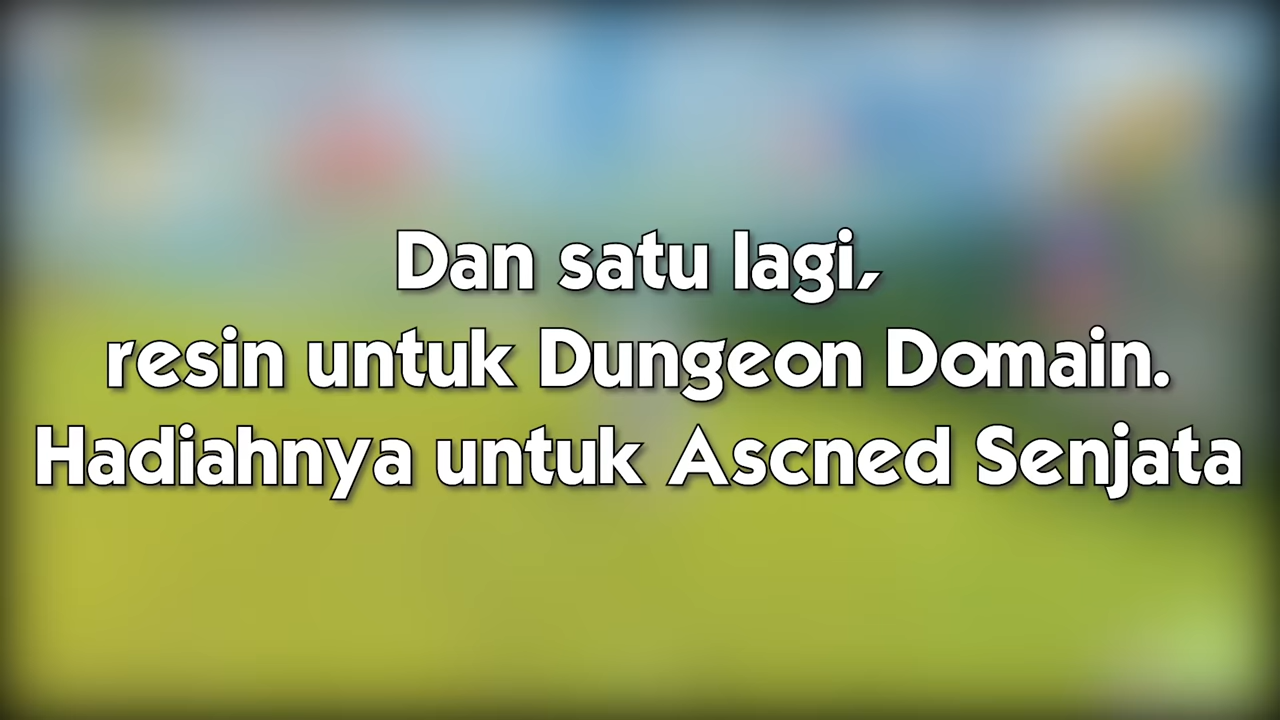 Dan satu lagi,
resin untuk Dungeon Domain.
Hadiahnya untuk Ascned Senjata